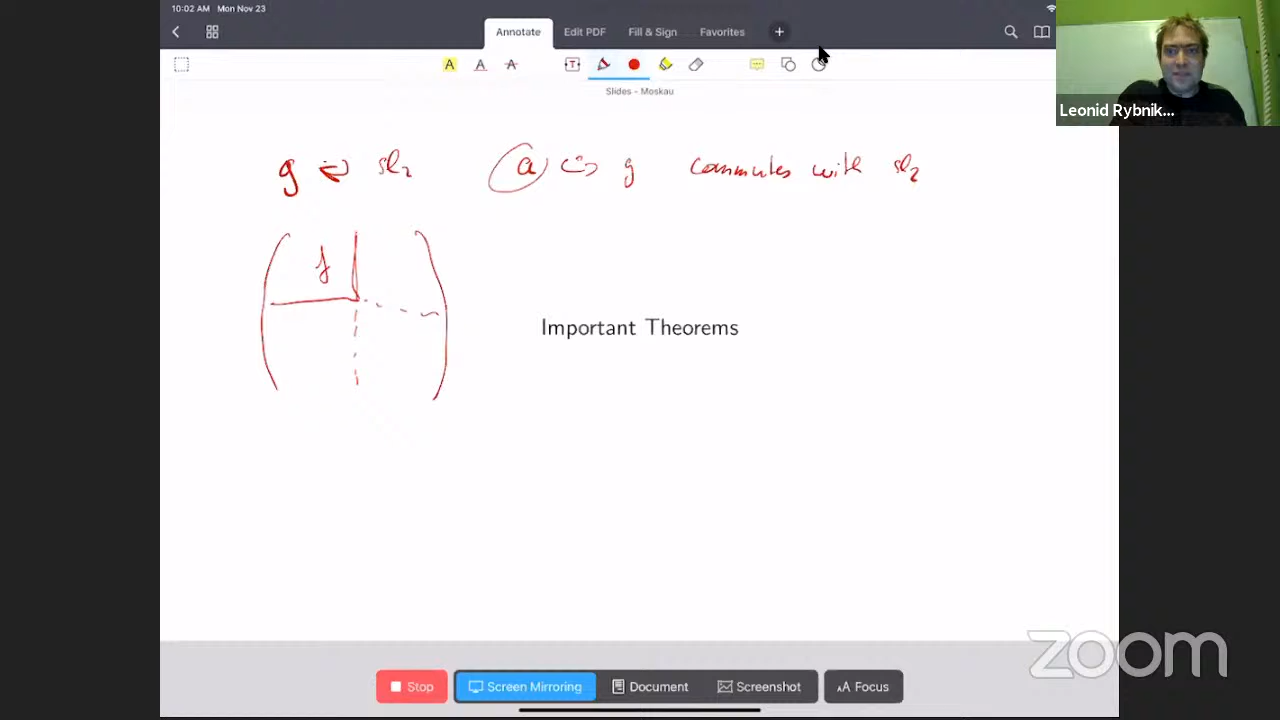 10:02 AM Mon Nov 23
Annotate Edit PDF Fill & Sign Favorites +
A A A T
Slides - Moskau
Leonid Rybnik...
g sl₂ a g commutes with sl₂
Important Theorems
Stop Screen Mirroring Document Screenshot AA Focus
zoom